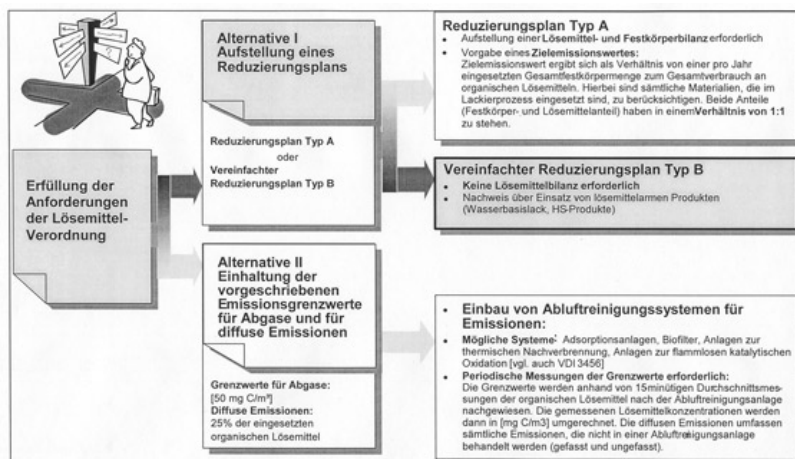 Erfüllung der
Anforderungen
der Lösemittel-
Verordnung
Alternative I
Aufstellung eines
Reduzierungsplans
Reduzierungsplan Typ A
oder
Vereinfachter
Reduzierungsplan Typ B
Alternative II
Einhaltung der
vorgeschriebenen
Emissionsgrenzwerte
für Abgase und für
diffuse Emissionen
Grenzwerte für Abgase:
[50 mg C/m³]
Diffuse Emissionen:
25% der eingesetzten
organischen Lösemittel
Reduzierungsplan Typ A
• Aufstellung einer Lösemittel- und Festkörperbilanz erforderlich
• Vorgabe eines Zielemissionswertes:
Zielemissionswert ergibt sich als Verhältnis von einer pro Jahr
eingesetzten Gesamtfestkörpermenge zum Gesamtverbrauch an
organischen Lösemitteln. Hierbei sind sämtliche Materialien, die im
Lackierprozess eingesetzt sind, zu berücksichtigen. Beide Anteile
(Festkörper- und Lösemittelanteil) haben in einem Verhältnis von 1:1
zu stehen.
Vereinfachter Reduzierungsplan Typ B
• Keine Lösemittelbilanz erforderlich
• Nachweis über Einsatz von lösemittelarmen Produkten
(Wasserbasislack, HS-Produkte)
• Einbau von Abluftreinigungssystemen für
Emissionen:
• Mögliche Systeme: Adsorptionsanlagen, Biofilter, Anlagen zur
thermischen Nachverbrennung, Anlagen zur flammlosen katalytischen
Oxidation [vgl. auch VDI 3456]
• Periodische Messungen der Grenzwerte erforderlich:
Die Grenzwerte werden anhand von 15minütigen Durchschnittsmes-
sungen der organischen Lösemittel nach der Abluftreinigungsanlage
nachgewiesen. Die gemessenen Lösemittelkonzentrationen werden
dann in [mg C/m3] umgerechnet. Die diffusen Emissionen umfassen
sämtliche Emissionen, die nicht in einer Abluftreinigungsanlage
behandelt werden (gefasst und ungefasst).